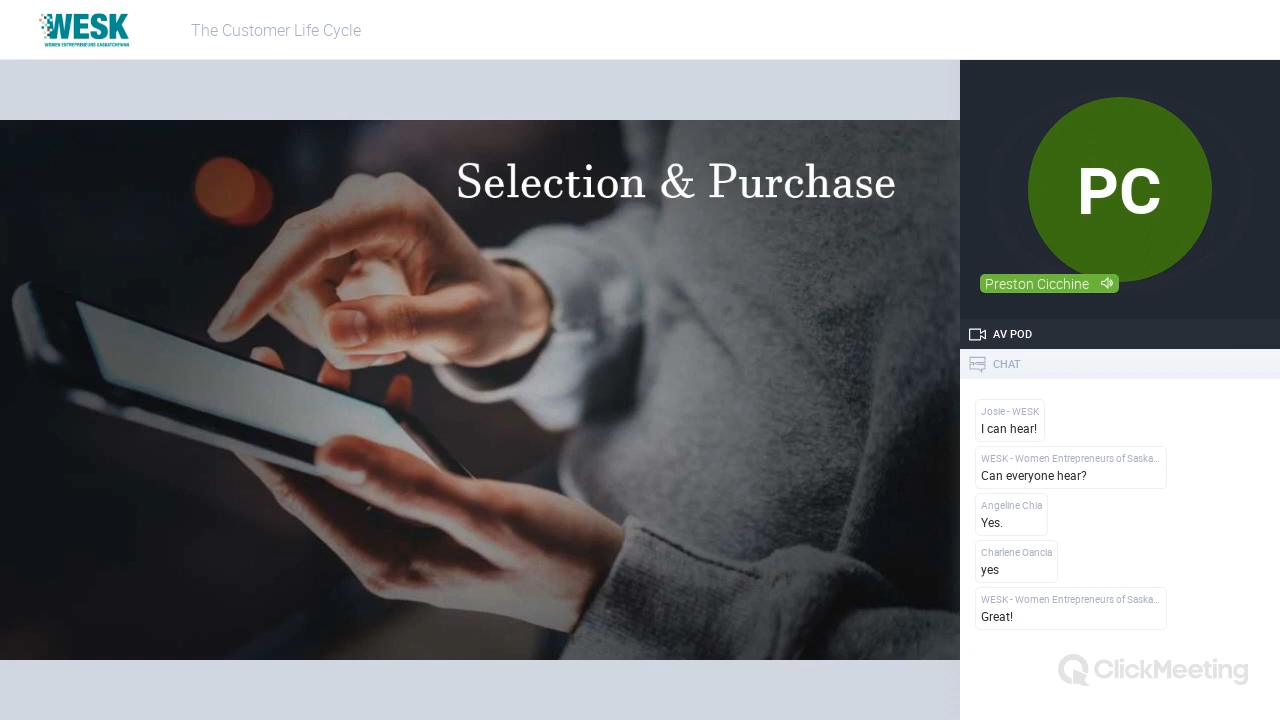 WESK
WOMEN ENTREPRENEURS SASKATCHEWAN
The Customer Life Cycle
Selection & Purchase
PC
Preston Cicchine
AV POD
CHAT
Josie - WESK
I can hear!
WESK - Women Entrepreneurs of Saska...
Can everyone hear?
Angeline Chia
Yes.
Charlene Oancia
yes
WESK - Women Entrepreneurs of Saska...
Great!
ClickMeeting